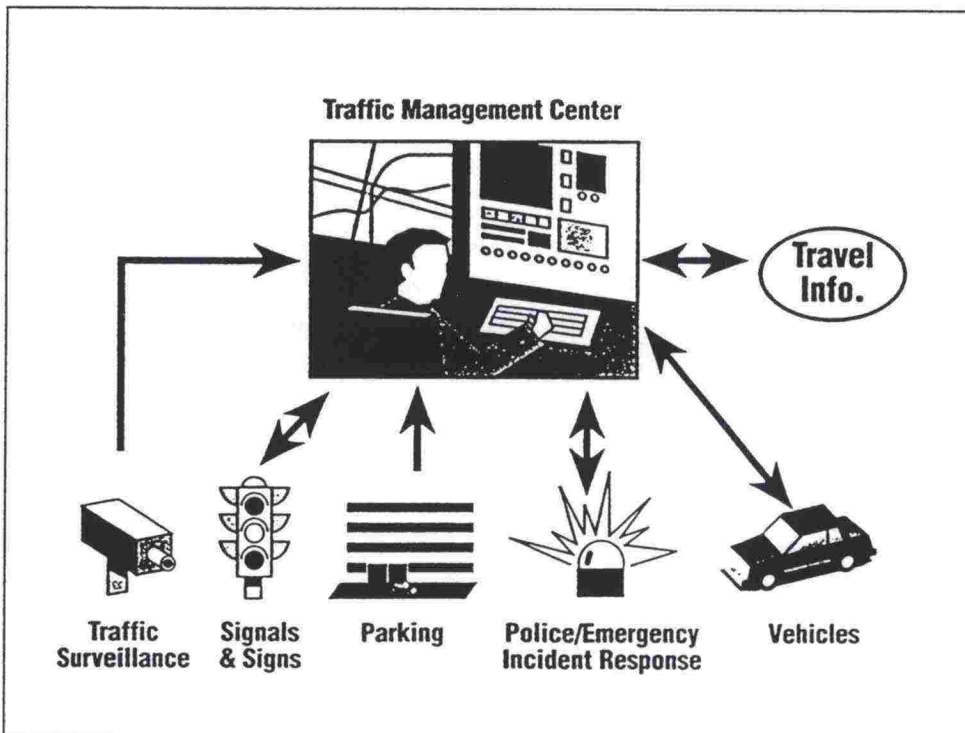 Traffic Management Center
Travel
Info.
Traffic
Surveillance
Signals
& Signs
Parking
Police/Emergency
Incident Response
Vehicles